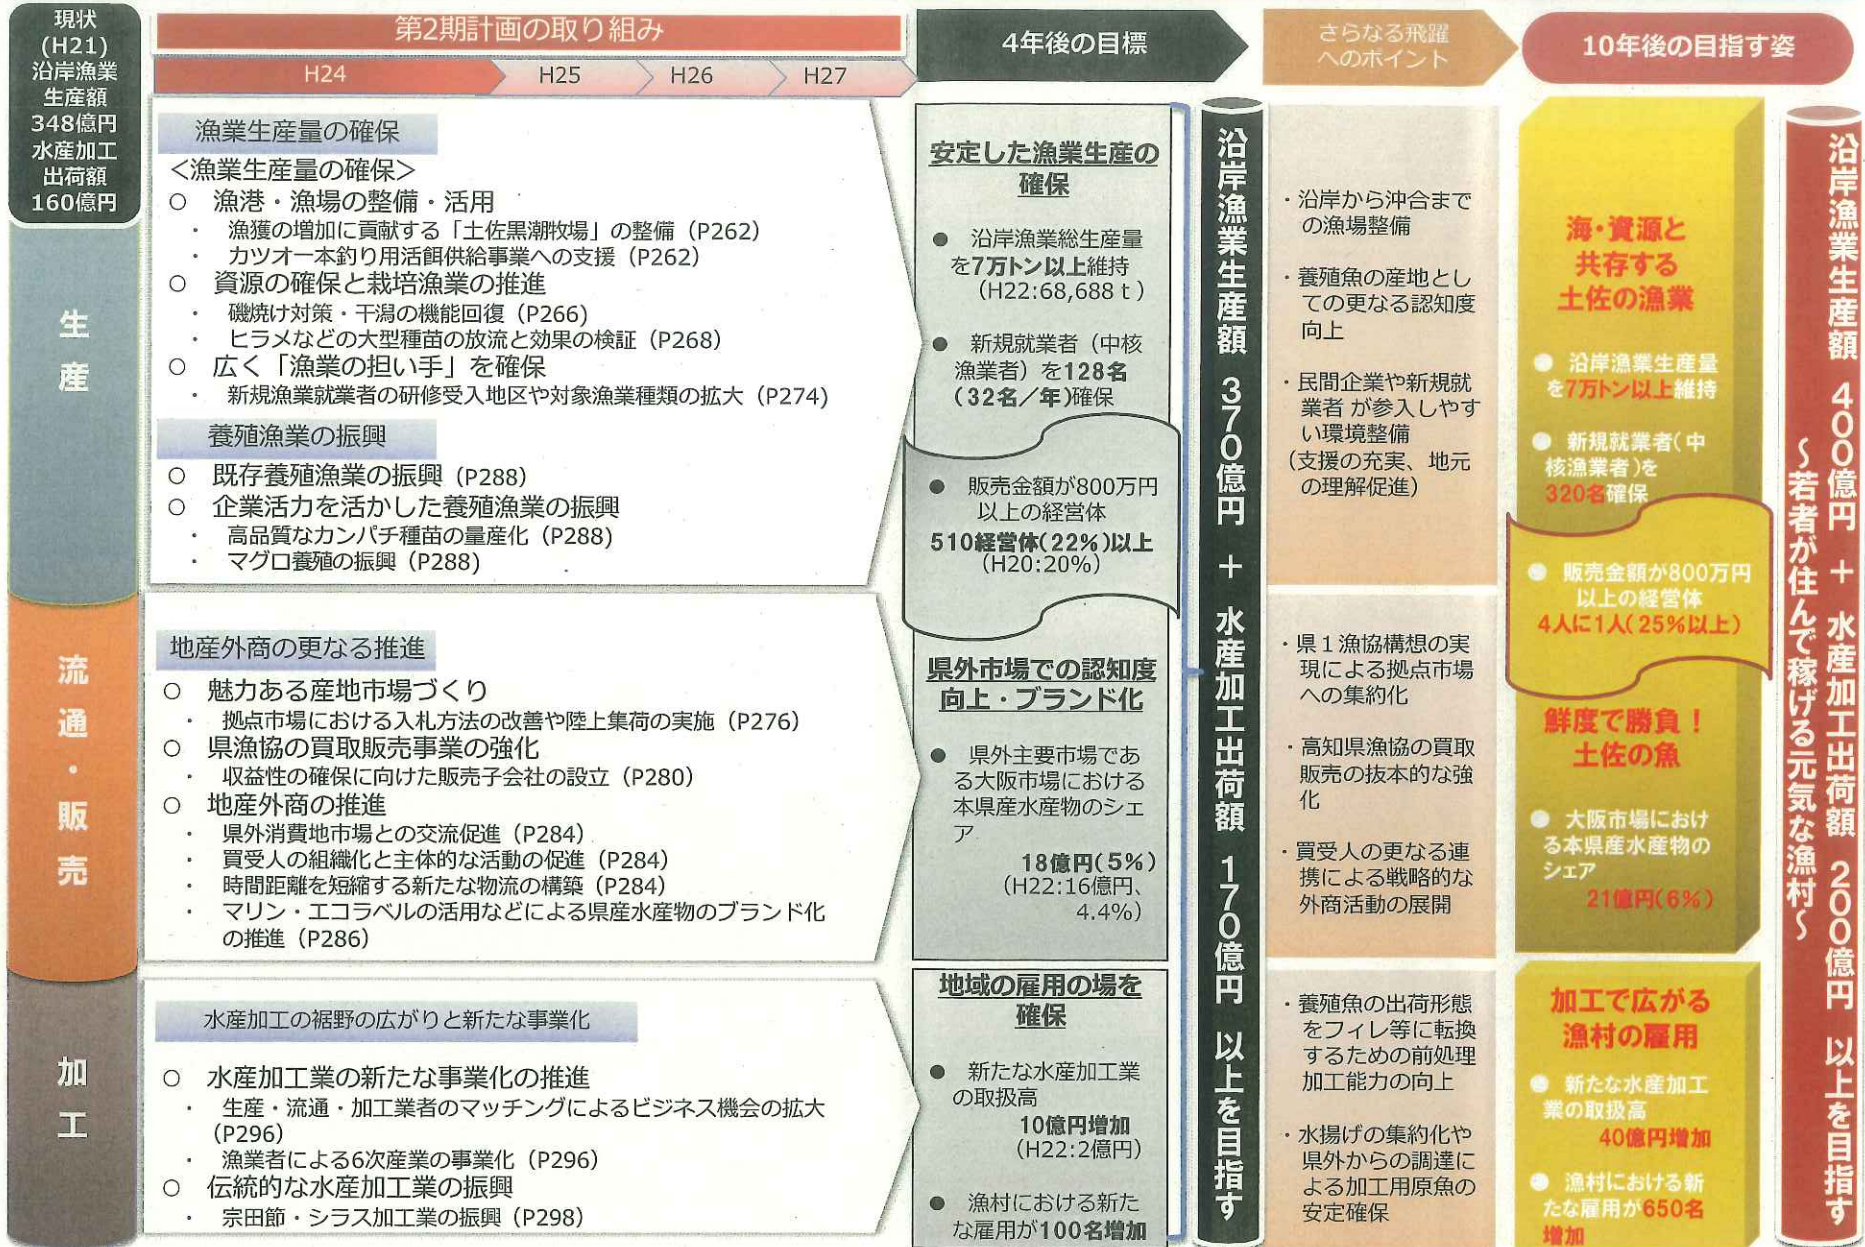 現状
(H21)
沿岸漁業
生産額
348億円
水産加工
出荷額
160億円
第2期計画の取り組み
H24
H25
H26
H27
4年後の目標
さらなる飛躍
へのポイント
10年後の目指す姿
生産
漁業生産量の確保
<漁業生産量の確保>
○ 漁港・漁場の整備・活用
・ 漁獲の増加に貢献する「土佐黒潮牧場」の整備（P262）
・ カツオ一本釣り用活餌供給事業への支援（P262）
○ 資源の確保と栽培漁業の推進
・ 磯焼け対策・干潟の機能回復（P266）
・ ヒラメなどの大型種苗の放流と効果の検証（P268）
○ 広く「漁業の担い手」を確保
・ 新規漁業就業者の研修受入地区や対象漁業種類の拡大（P274）
養殖漁業の振興
○ 既存養殖漁業の振興（P288）
○ 企業活力を活かした養殖漁業の振興
・ 高品質なカンパチ種苗の量産化（P288）
・ マグロ養殖の振興（P288）
流通・販売
地産外商の更なる推進
○ 魅力ある産地市場づくり
・ 拠点市場における入札方法の改善や陸上集荷の実施（P276）
○ 県漁協の買取販売事業の強化
・ 収益性の確保に向けた販売子会社の設立（P280）
○ 地産外商の推進
・ 県外消費地市場との交流促進（P284）
・ 買受人の組織化と主体的な活動の促進（P284）
・ 時間距離を短縮する新たな物流の構築（P284）
・ マリン・エコラベルの活用などによる県産水産物のブランド化
の推進（P286）
加工
水産加工の裾野の広がりと新たな事業化
○ 水産加工業の新たな事業化の推進
・ 生産・流通・加工業者のマッチングによるビジネス機会の拡大
(P296)
・ 漁業者による6次産業の事業化（P296）
○ 伝統的な水産加工業の振興
・ 宗田節・シラス加工業の振興（P298）
安定した漁業生産の
確保
● 沿岸漁業総生産量
を7万トン以上維持
（H22:68,688ｔ）
● 新規就業者（中核
漁業者）を128名
（32名／年)確保
● 販売金額が800万円
以上の経営体
510経営体(22%)以上
（H20:20%）
県外市場での認知度
向上・ブランド化
● 県外主要市場であ
る大阪市場における
本県産水産物のシェ
ア
18億円(5%)
（H22:16億円、
4.4%）
地域の雇用の場を
確保
● 新たな水産加工業
の取扱高
10億円増加
（H22:2億円）
● 漁村における新た
な雇用が100名増加
沿岸漁業生産額 370億円 ＋ 水産加工出荷額 170億円 以上を目指す
・沿岸から沖合まで
の漁場整備
・養殖魚の産地とし
ての更なる認知度
向上
・民間企業や新規就
業者 が参入しやす
い環境整備
（支援の充実、地元
の理解促進）
・県１漁協構想の実
現による拠点市場
への集約化
・高知県漁協の買取
販売の抜本的な強
化
・買受人の更なる連
携による戦略的な
外商活動の展開
・養殖魚の出荷形態
をフィレ等に転換
するための前処理
加工能力の向上
・水揚げの集約化や
県外からの調達に
よる加工用原魚の
安定確保
海・資源と
共存する
土佐の漁業
● 沿岸漁業生産量
を7万トン以上維持
● 新規就業者（中
核漁業者）を
320名確保
● 販売金額が800万円
以上の経営体
4人に1人(25%以上)
鮮度で勝負！
土佐の魚
● 大阪市場におけ
る本県産水産物の
シェア
21億円(6%)
加工で広がる
漁村の雇用
● 新たな水産加工
業の取扱高
40億円増加
● 漁村における新
たな雇用が650名
増加
沿岸漁業生産額 400億円 ＋ 水産加工出荷額 200億円 以上を目指す
～若者が住んで稼げる元気な漁村～